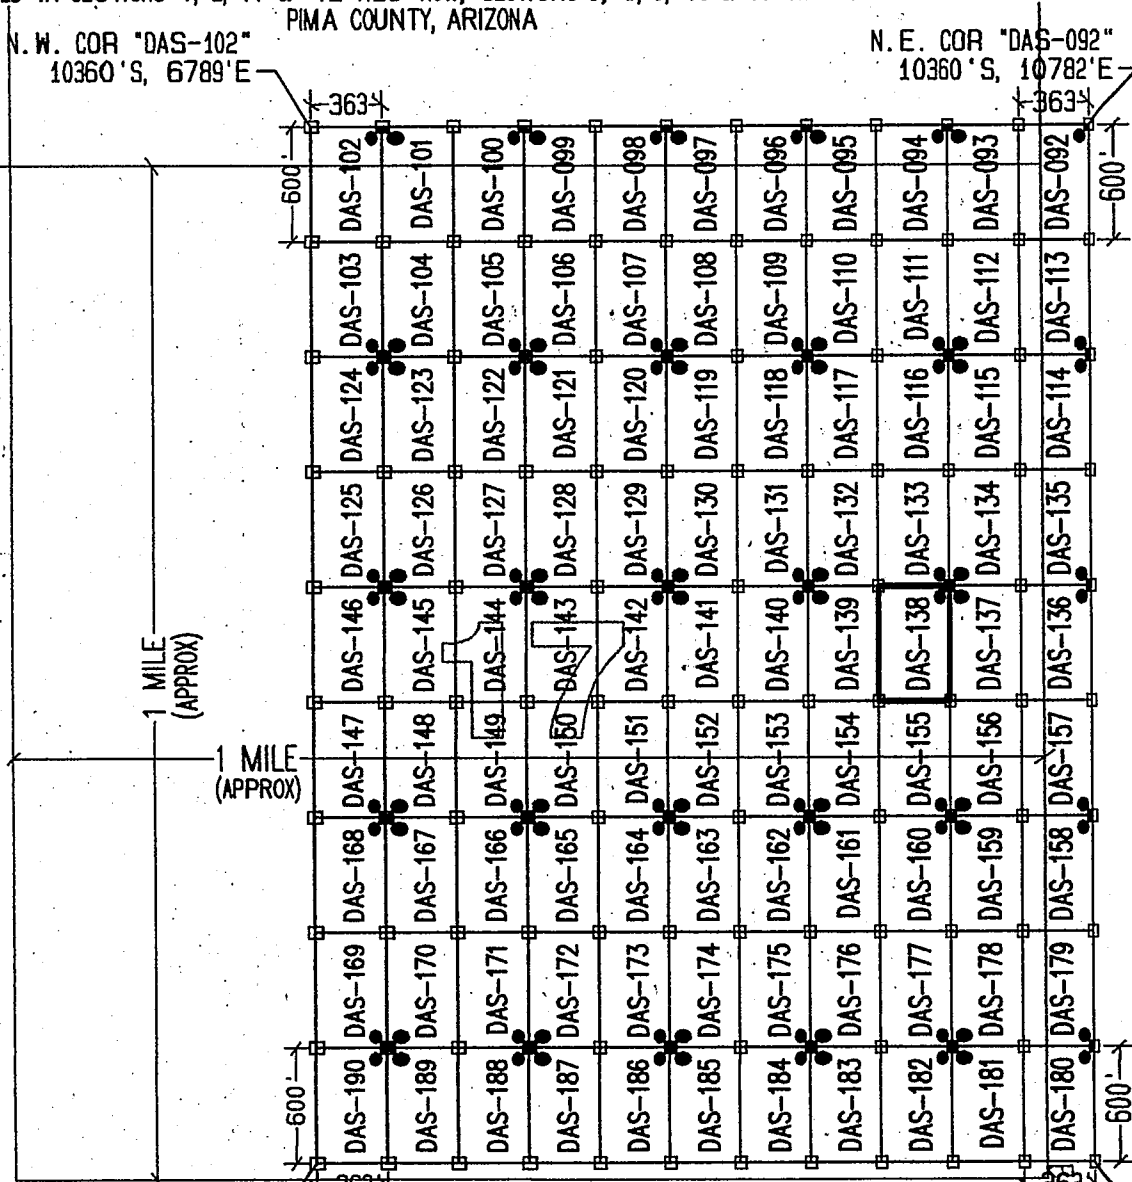 PIMA COUNTY, ARIZONA
N.W. COR "DAS-102"
10360'S, 6789'E
N.E. COR "DAS-092"
10360'S, 10782'E
363'
363'
600'
DAS-102
DAS-101
DAS-100
DAS-099
DAS-098
DAS-097
DAS-096
DAS-095
DAS-094
DAS-093
DAS-092
600'
DAS-103
DAS-104
DAS-105
DAS-106
DAS-107
DAS-108
DAS-109
DAS-110
DAS-111
DAS-112
DAS-113
DAS-124
DAS-123
DAS-122
DAS-121
DAS-120
DAS-119
DAS-118
DAS-117
DAS-116
DAS-115
DAS-114
DAS-125
DAS-126
DAS-127
DAS-128
DAS-129
DAS-130
DAS-131
DAS-132
DAS-133
DAS-134
DAS-135
1 MILE
(APPROX)
DAS-146
DAS-145
DAS-144
DAS-143
DAS-142
DAS-141
DAS-140
DAS-139
DAS-138
DAS-137
DAS-136
17
1 MILE
(APPROX)
DAS-147
DAS-148
DAS-149
DAS-150
DAS-151
DAS-152
DAS-153
DAS-154
DAS-155
DAS-156
DAS-157
DAS-168
DAS-167
DAS-166
DAS-165
DAS-164
DAS-163
DAS-162
DAS-161
DAS-160
DAS-159
DAS-158
DAS-169
DAS-170
DAS-171
DAS-172
DAS-173
DAS-174
DAS-175
DAS-176
DAS-177
DAS-178
DAS-179
600'
DAS-190
DAS-189
DAS-188
DAS-187
DAS-186
DAS-185
DAS-184
DAS-183
DAS-182
DAS-181
DAS-180
600'